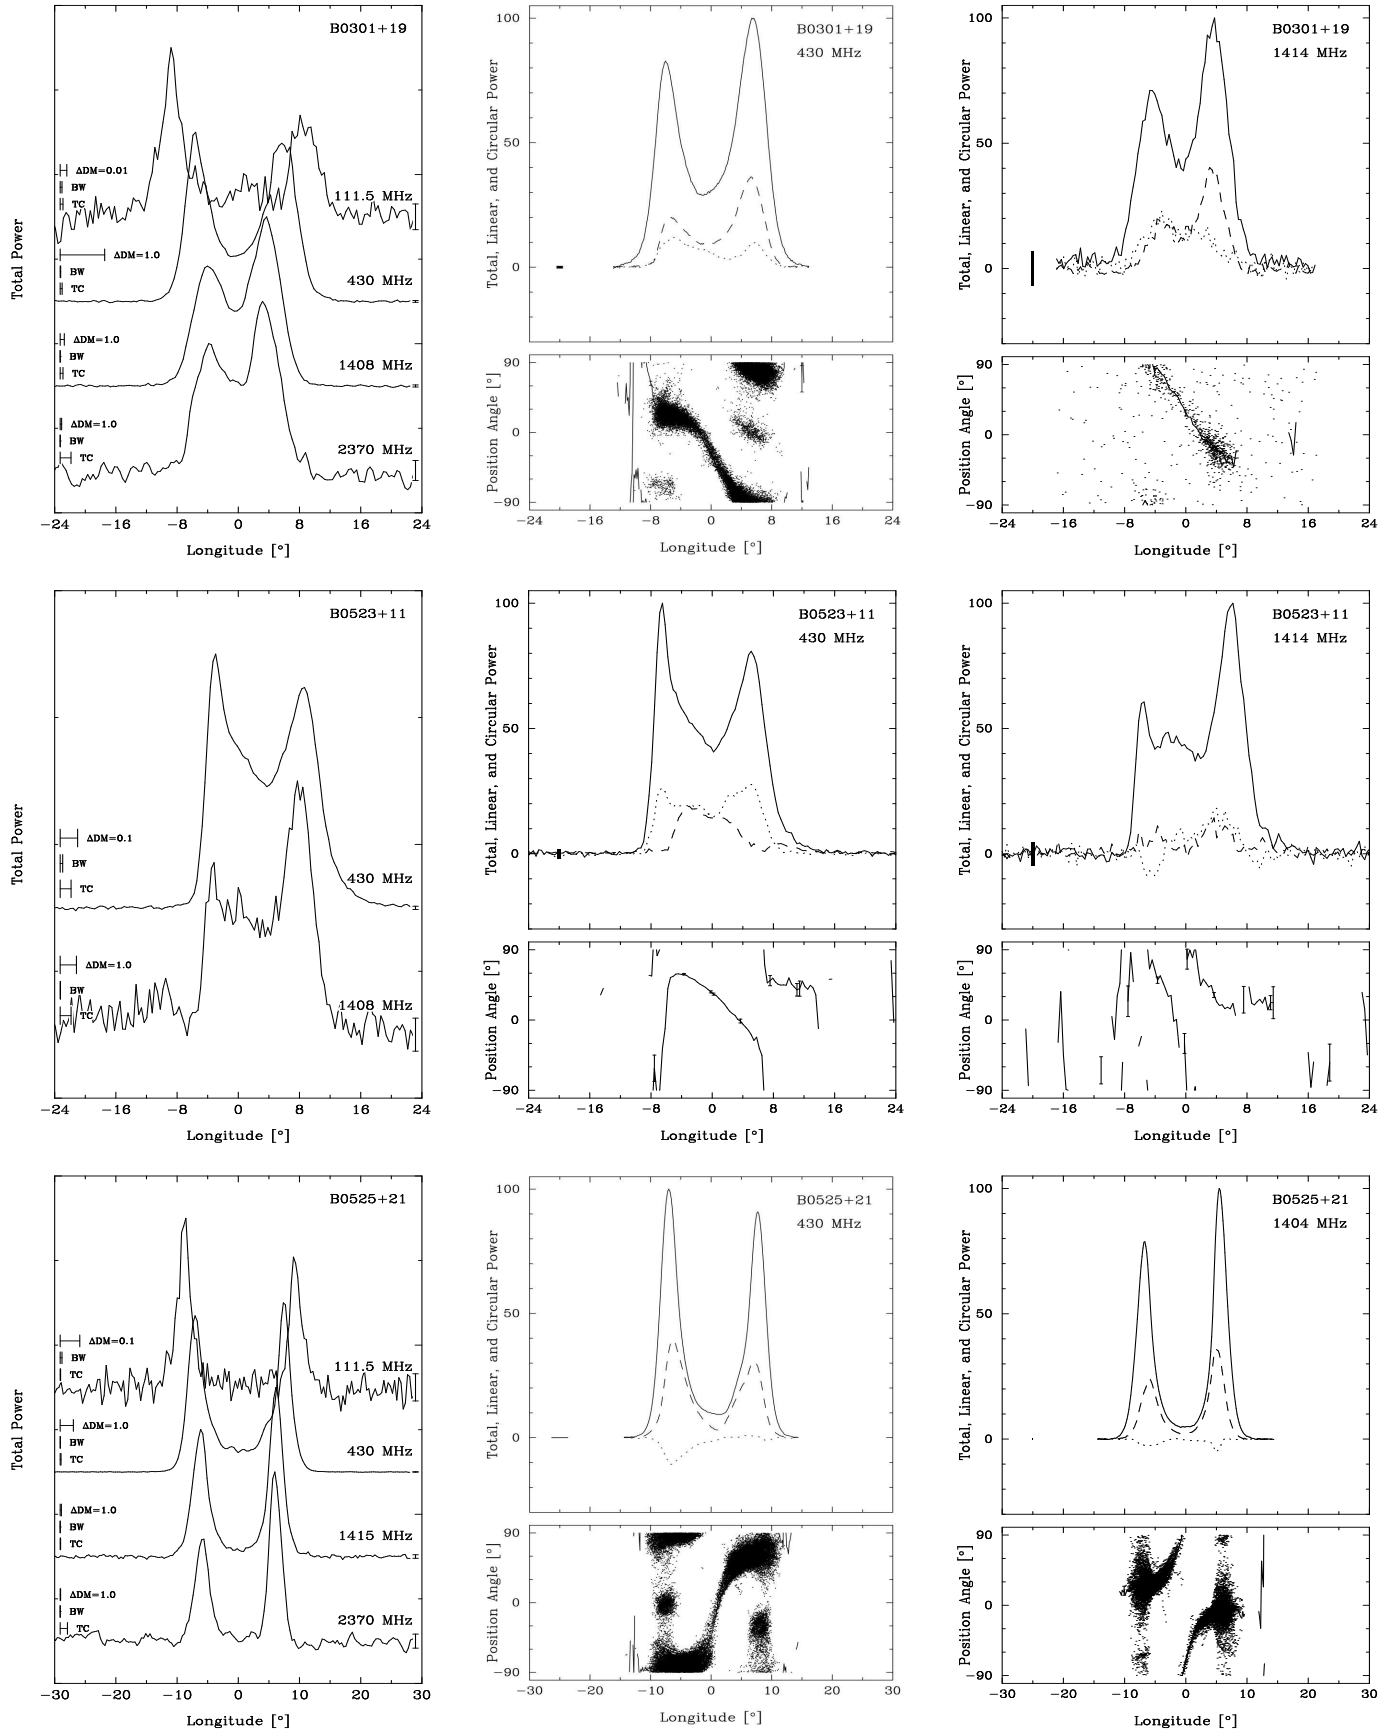 B0301+19
ΔDM=0.01
BW
TC
111.5 MHz
ΔDM=1.0
BW
TC
430 MHz
ΔDM=1.0
BW
TC
1408 MHz
ΔDM=1.0
BW
TC
2370 MHz
Total Power
−24 −16 −8 0 8 16 24
Longitude [°]
B0301+19
430 MHz
100
50
0
Total, Linear, and Circular Power
90
0
−90
Position Angle [°]
−24 −16 −8 0 8 16 24
Longitude [°]
B0301+19
1414 MHz
100
50
0
Total, Linear, and Circular Power
90
0
−90
Position Angle [°]
−24 −16 −8 0 8 16 24
Longitude [°]
B0523+11
ΔDM=0.1
BW
TC
430 MHz
ΔDM=1.0
BW
TC
1408 MHz
Total Power
−24 −16 −8 0 8 16 24
Longitude [°]
B0523+11
430 MHz
100
50
0
Total, Linear, and Circular Power
90
0
−90
Position Angle [°]
−24 −16 −8 0 8 16 24
Longitude [°]
B0523+11
1414 MHz
100
50
0
Total, Linear, and Circular Power
90
0
−90
Position Angle [°]
−24 −16 −8 0 8 16 24
Longitude [°]
B0525+21
ΔDM=0.1
BW
TC
111.5 MHz
ΔDM=1.0
BW
TC
430 MHz
ΔDM=1.0
BW
TC
1415 MHz
ΔDM=1.0
BW
TC
2370 MHz
Total Power
−30 −20 −10 0 10 20 30
Longitude [°]
B0525+21
430 MHz
100
50
0
Total, Linear, and Circular Power
90
0
−90
Position Angle [°]
−30 −20 −10 0 10 20 30
Longitude [°]
B0525+21
1404 MHz
100
50
0
Total, Linear, and Circular Power
90
0
−90
Position Angle [°]
−30 −20 −10 0 10 20 30
Longitude [°]